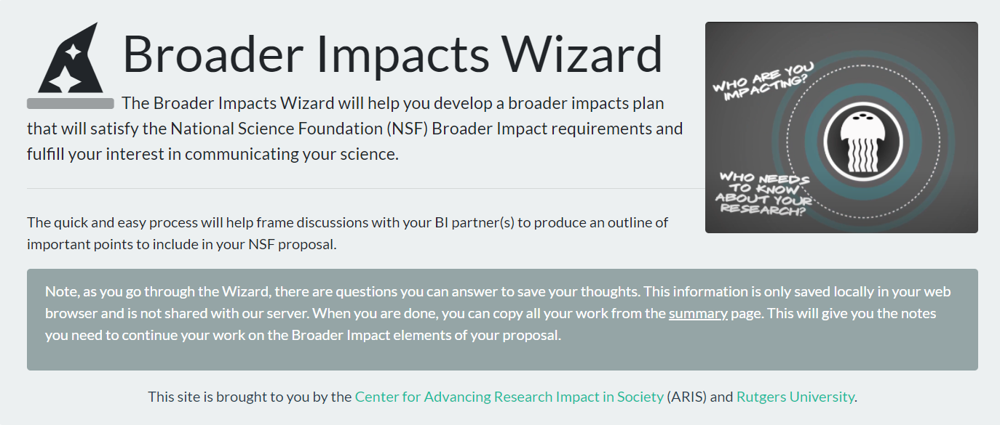 Broader Impacts Wizard
The Broader Impacts Wizard will help you develop a broader impacts plan
that will satisfy the National Science Foundation (NSF) Broader Impact requirements and
fulfill your interest in communicating your science.
WHO ARE YOU
IMPACTING?
WHO NEEDS
TO KNOW
ABOUT YOUR
RESEARCH?
The quick and easy process will help frame discussions with your BI partner(s) to produce an outline of
important points to include in your NSF proposal.
Note, as you go through the Wizard, there are questions you can answer to save your thoughts. This information is only saved locally in your web
browser and is not shared with our server. When you are done, you can copy all your work from the summary page. This will give you the notes
you need to continue your work on the Broader Impact elements of your proposal.
This site is brought to you by the Center for Advancing Research Impact in Society (ARIS) and Rutgers University.